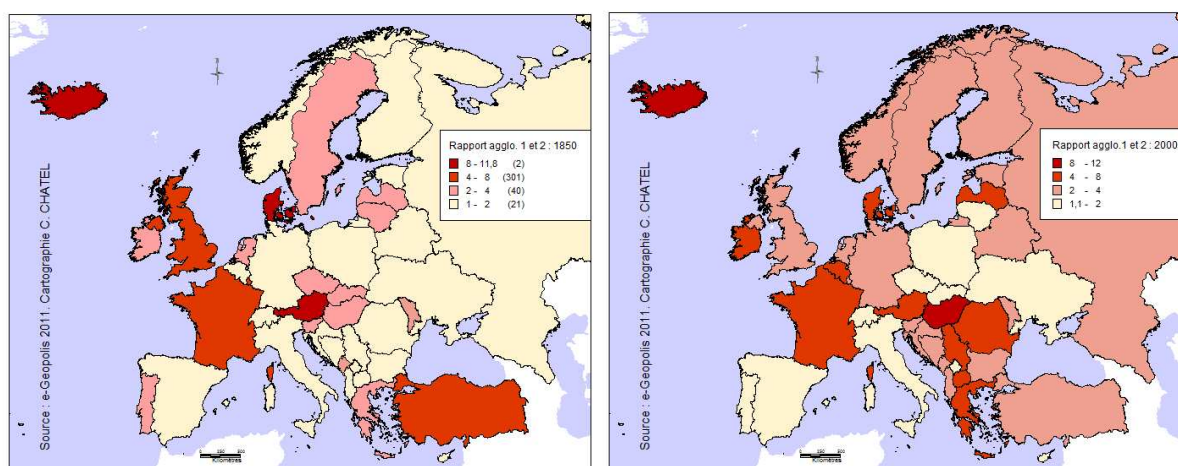 Rapport agglo. 1 et 2 : 1850
8 - 11,8 (2)
4 - 8 (301)
2 - 4 (40)
1 - 2 (21)
Source : e-Geopolis 2011. Cartographie C. CHATEL
Kilomètres
Rapport agglo.1 et 2 : 2000
8 - 12
4 - 8
2 - 4
1,1 - 2
Source : e-Geopolis 2011. Cartographie C. CHATEL
Kilomètres